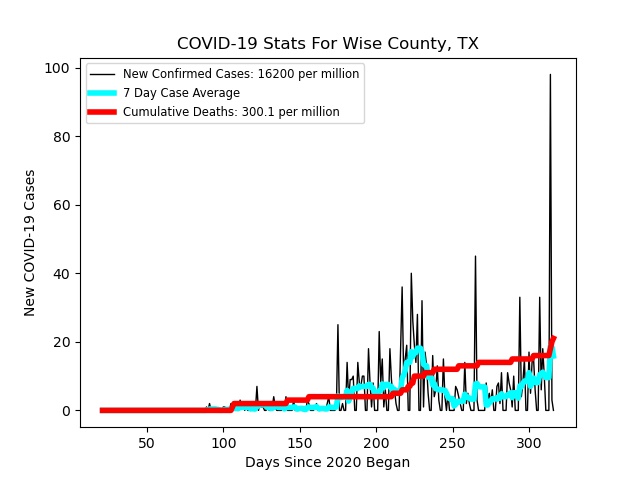 COVID-19 Stats For Wise County, TX
New Confirmed Cases: 16200 per million
7 Day Case Average
Cumulative Deaths: 300.1 per million
New COVID-19 Cases
100
80
60
40
20
0
50 100 150 200 250 300
Days Since 2020 Began